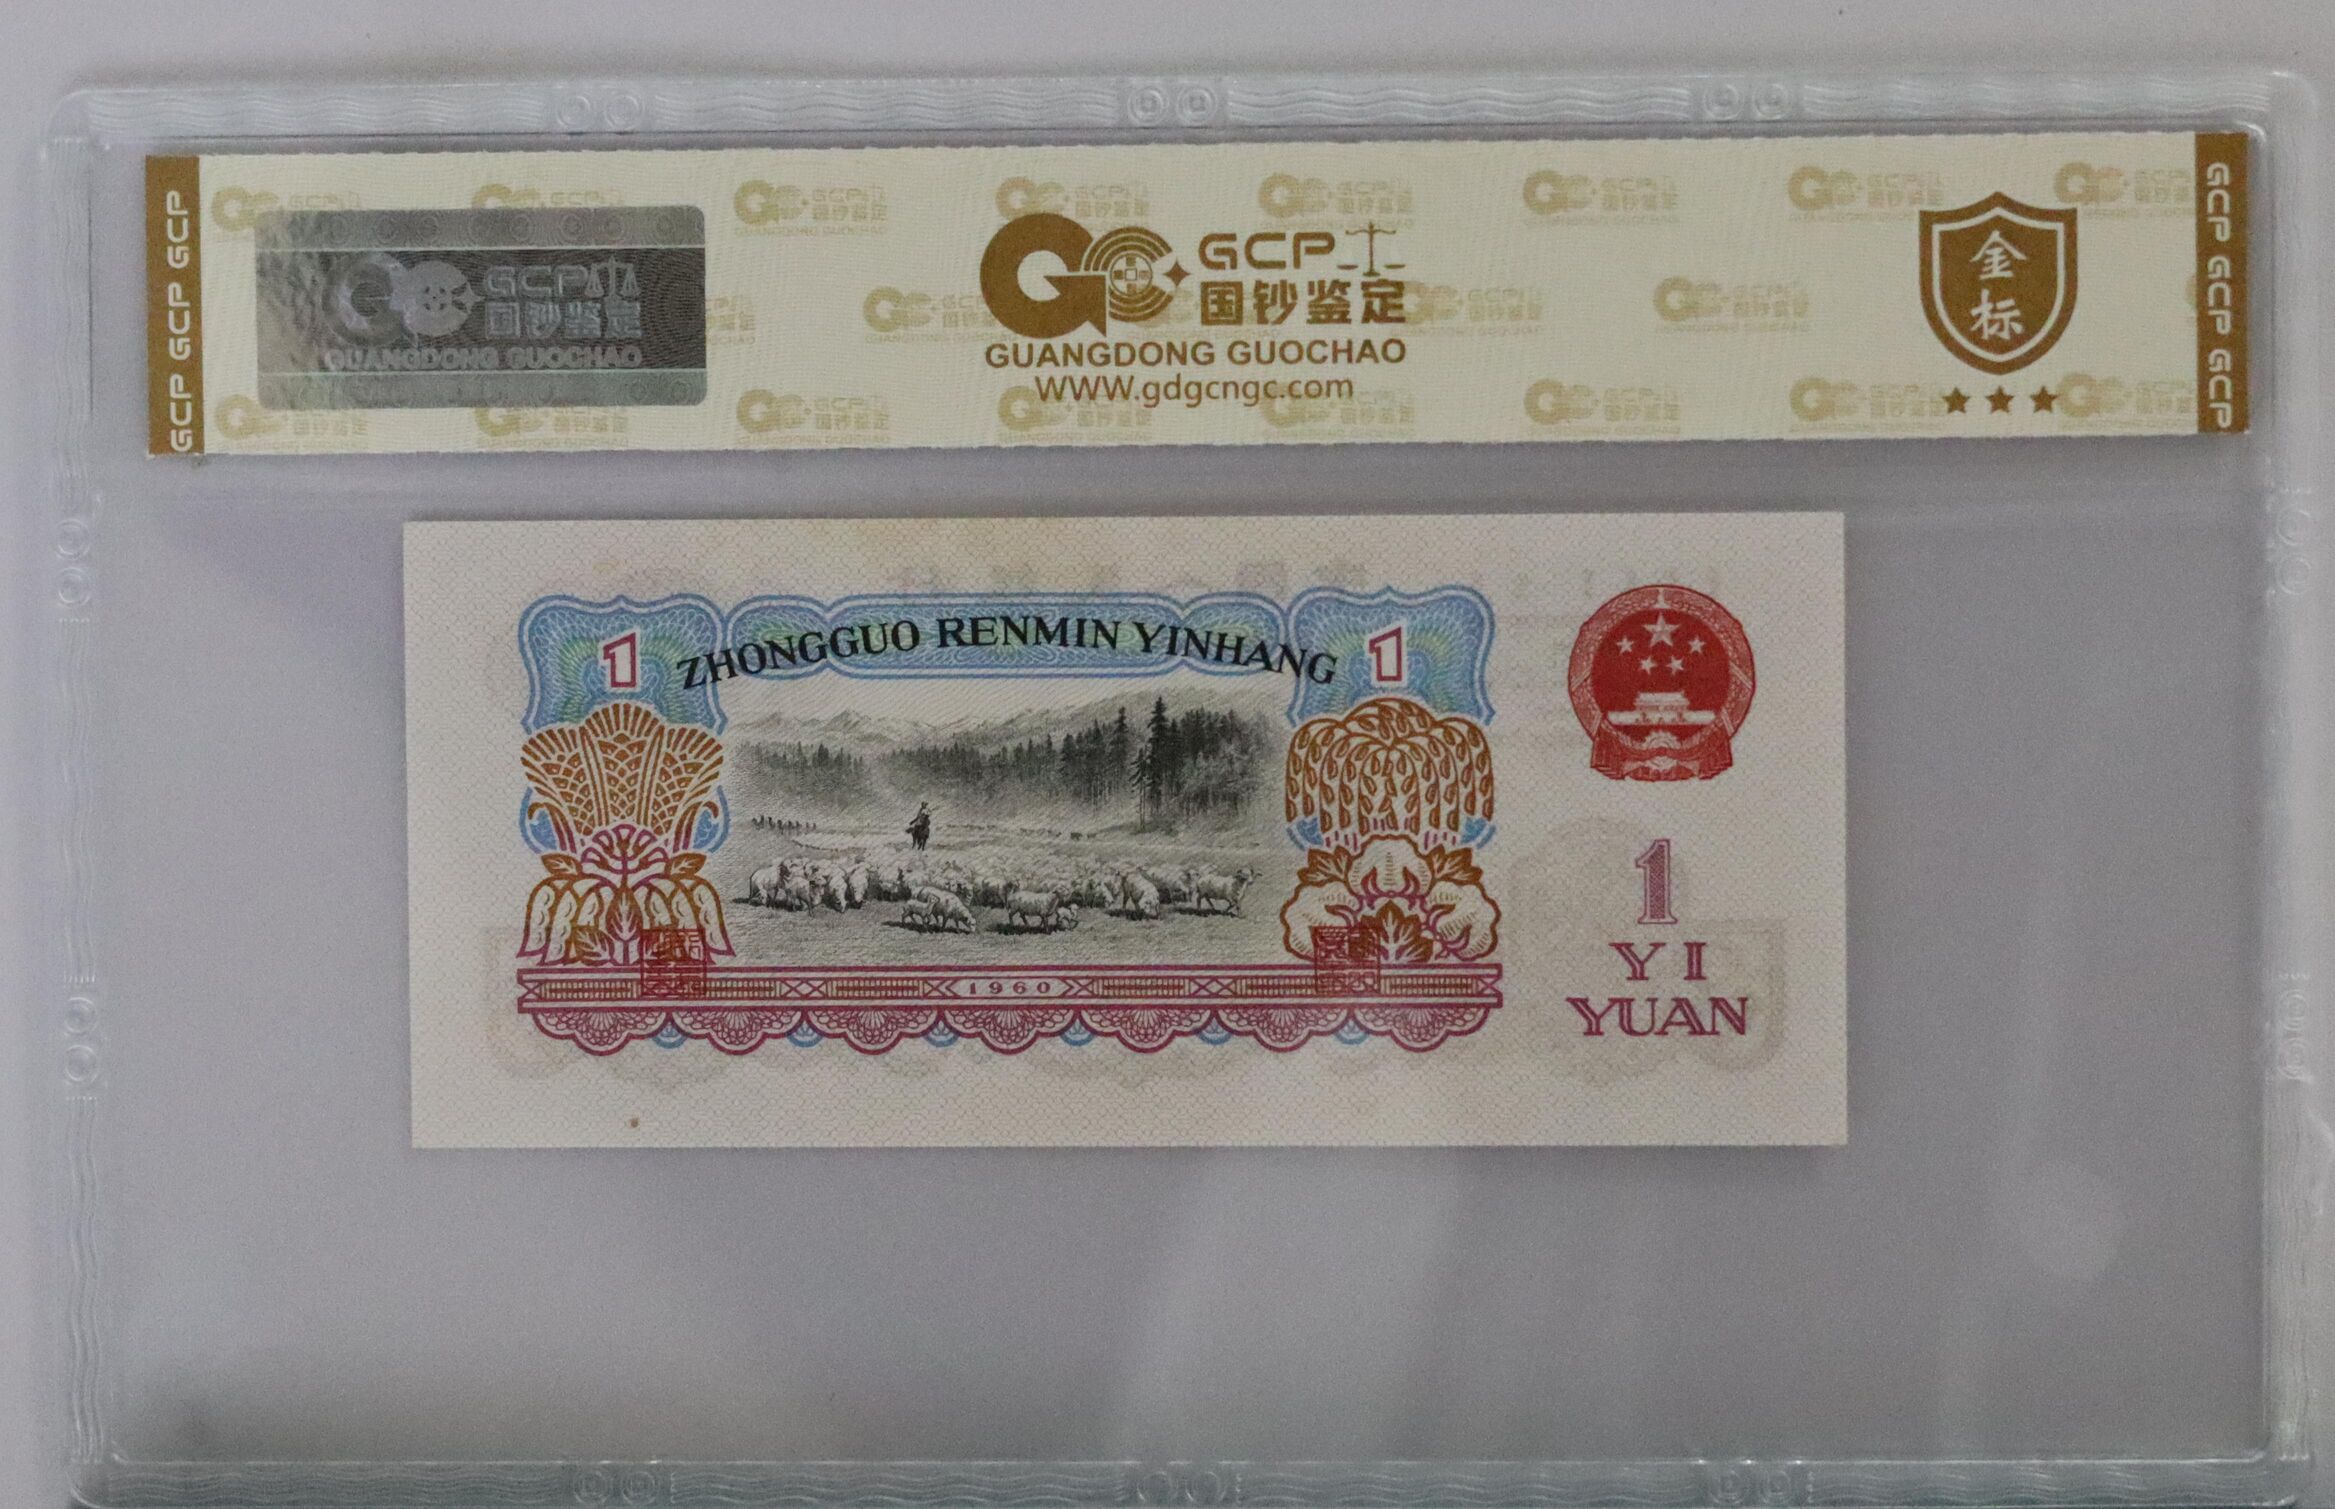 GCP GCP GCP
GCP
国钞鉴定
GUANGDONG GUOCHAO
GCP
国钞鉴定
GUANGDONG GUOCHAO
WWW.gdgcngc.com
金
标
GCP GCP GCP
1
ZHONGGUO RENMIN YINHANG
1
1960
1
YI
YUAN